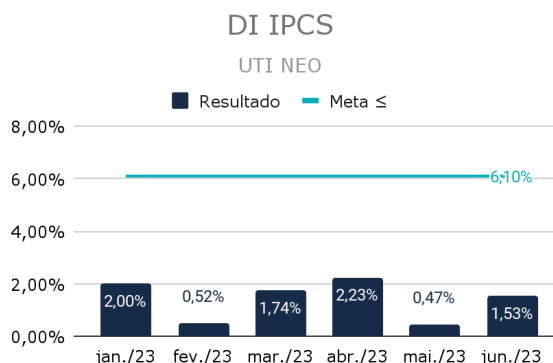 DI IPCS
UTI NEO
Resultado Meta ≤
8,00%
6,00% 6,10%
4,00%
2,00%
2,00% 0,52% 1,74% 2,23% 0,47% 1,53%
0,00%
jan./23 fev./23 mar./23 abr./23 mai./23 jun./23